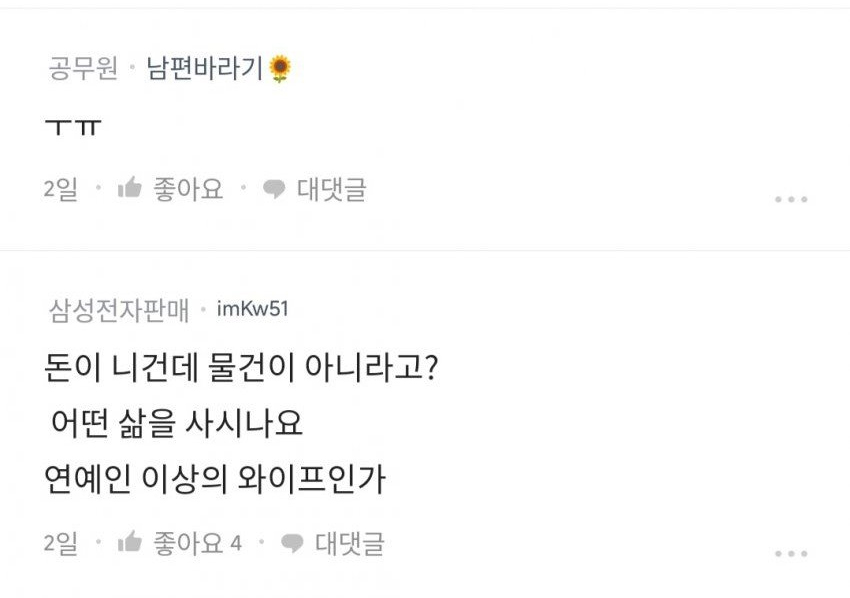 공무원 · 남편바라기🌻
ㅜㅠ
2일 · 좋아요 · 대댓글
삼성전자판매 · imKw51
돈이 니건데 물건이 아니라고?
어떤 삶을 사시나요
연예인 이상의 와이프인가
2일 · 좋아요 4 · 대댓글